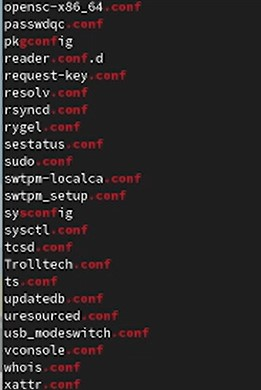 opensc-x86_64.conf
passwdqc.conf
pkgconfig
reader.conf.d
request-key.conf
resolv.conf
rsyncd.conf
rygel.conf
sestatus.conf
sudo.conf
swtpm-localca.conf
swtpm_setup.conf
sysconfig
sysctl.conf
tcsd.conf
Trolltech.conf
ts.conf
updatedb.conf
uresourced.conf
usb_modeswitch.conf
vconsole.conf
whois.conf
xattr.conf